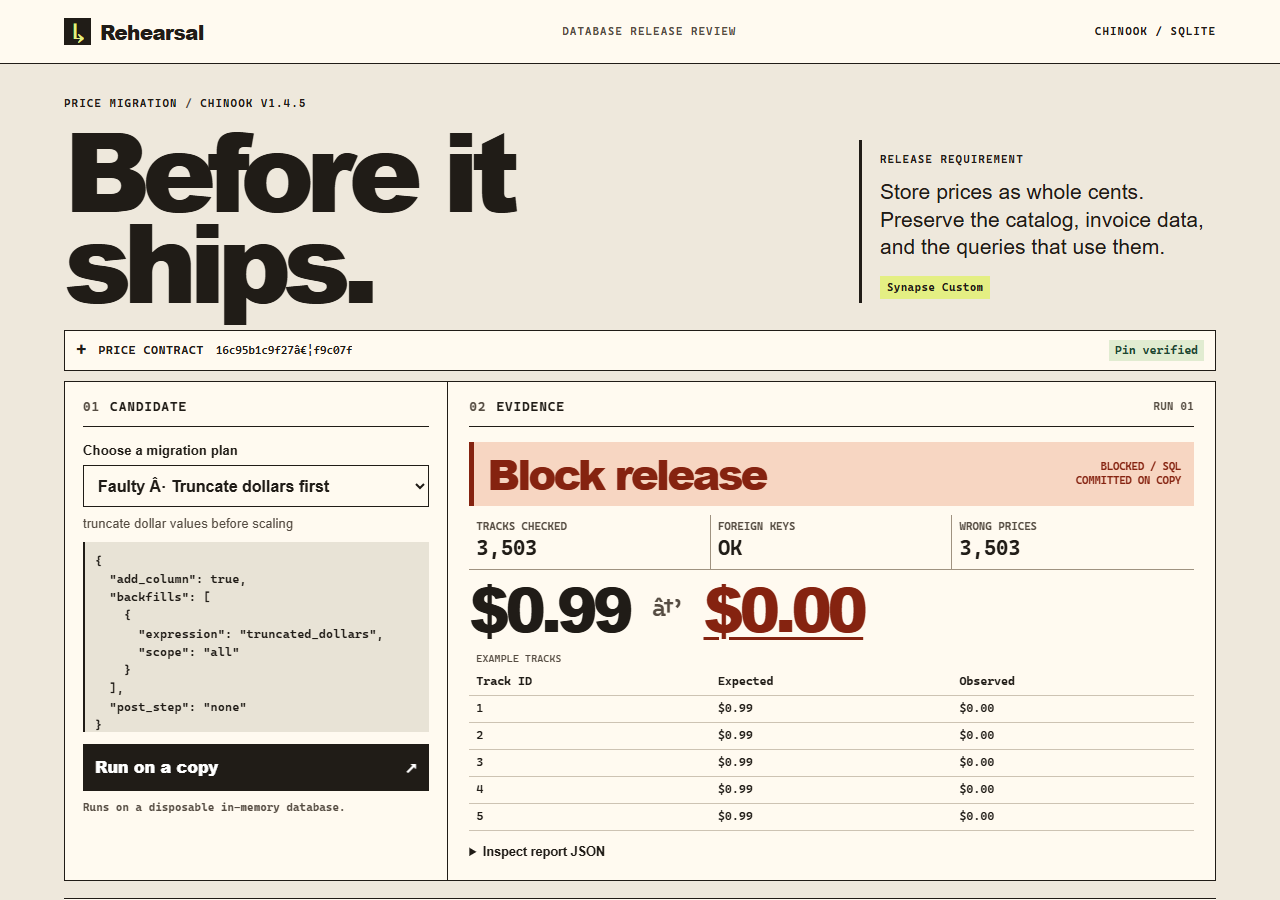 Rehearsal
DATABASE RELEASE REVIEW
CHINOOK / SQLITE
PRICE MIGRATION / CHINOOK V1.4.5
Before it
ships.
RELEASE REQUIREMENT
Store prices as whole cents.
Preserve the catalog, invoice data,
and the queries that use them.
Synapse Custom
+ PRICE CONTRACT 16c95b1c9f27â€¦f9c07f
Pin verified
01 CANDIDATE
Choose a migration plan
Faulty Â· Truncate dollars first
truncate dollar values before scaling
{
  "add_column": true,
  "backfills": [
    {
      "expression": "truncated_dollars",
      "scope": "all"
    }
  ],
  "post_step": "none"
}
Run on a copy ↗
Runs on a disposable in-memory database.
02 EVIDENCE
RUN 01
Block release
BLOCKED / SQL
COMMITTED ON COPY
TRACKS CHECKED
3,503
FOREIGN KEYS
OK
WRONG PRICES
3,503
$0.99 â†’ $0.00
EXAMPLE TRACKS
Track ID Expected Observed
1 $0.99 $0.00
2 $0.99 $0.00
3 $0.99 $0.00
4 $0.99 $0.00
5 $0.99 $0.00
▶ Inspect report JSON